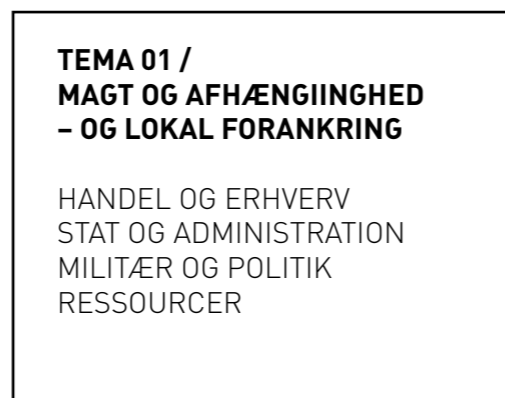 TEMA 01 /
MAGT OG AFHÆNGIINGHED
– OG LOKAL FORANKRING
HANDEL OG ERHVERV
STAT OG ADMINISTRATION
MILITÆR OG POLITIK
RESSOURCER